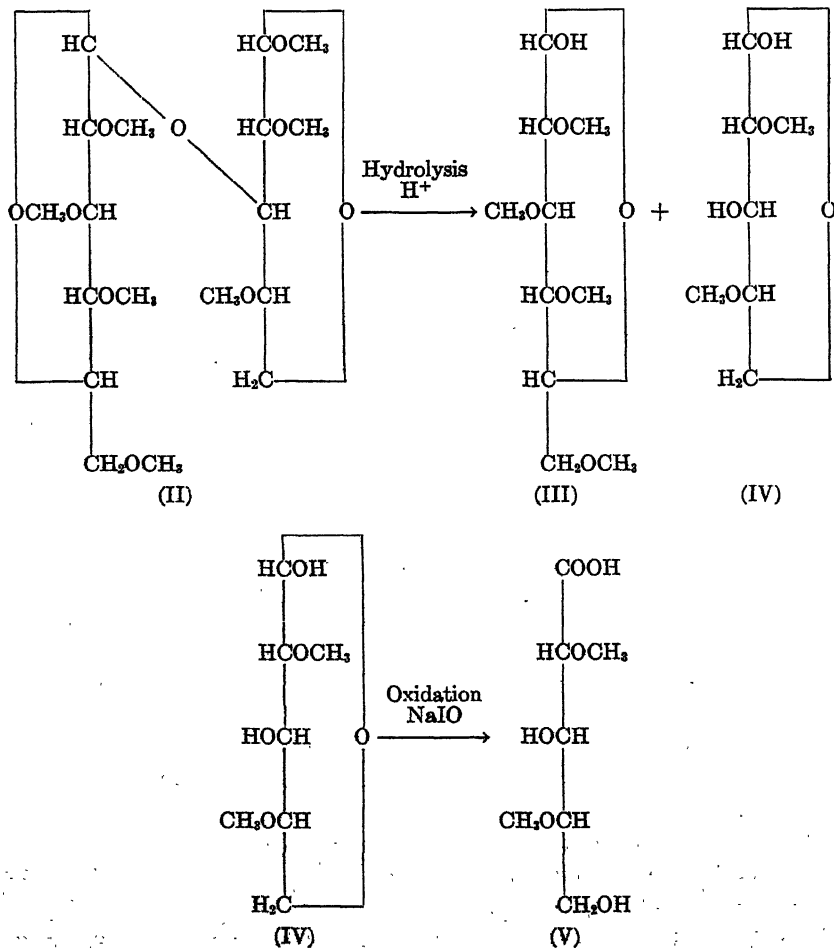 HC HCOCH₃ HCOH HCOH
HCOCH₃ O HCOCH₃ HCOCH₃ HCOCH₃
Hydrolysis
H⁺
OCH₃OCH CH O CH₃OCH O + HOCH O
HCOCH₃ CH₃OCH HCOCH₃ CH₃OCH
CH H₂C HC H₂C
CH₂OCH₃ CH₂OCH₃
(II) (III) (IV)
HCOH COOH
HCOCH₃ HCOCH₃
Oxidation
NaIO
HOCH O HOCH
CH₃OCH CH₃OCH
H₂C CH₂OH
(IV) (V)